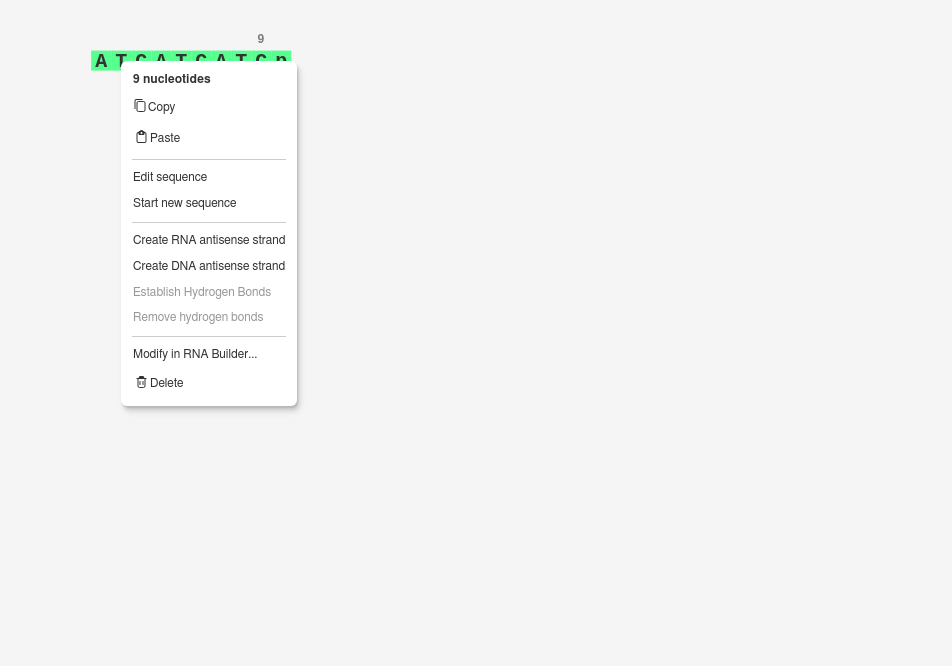 9
A T C A T C A T C p
9 nucleotides
Copy
Paste
Edit sequence
Start new sequence
Create RNA antisense strand
Create DNA antisense strand
Establish Hydrogen Bonds
Remove hydrogen bonds
Modify in RNA Builder...
Delete